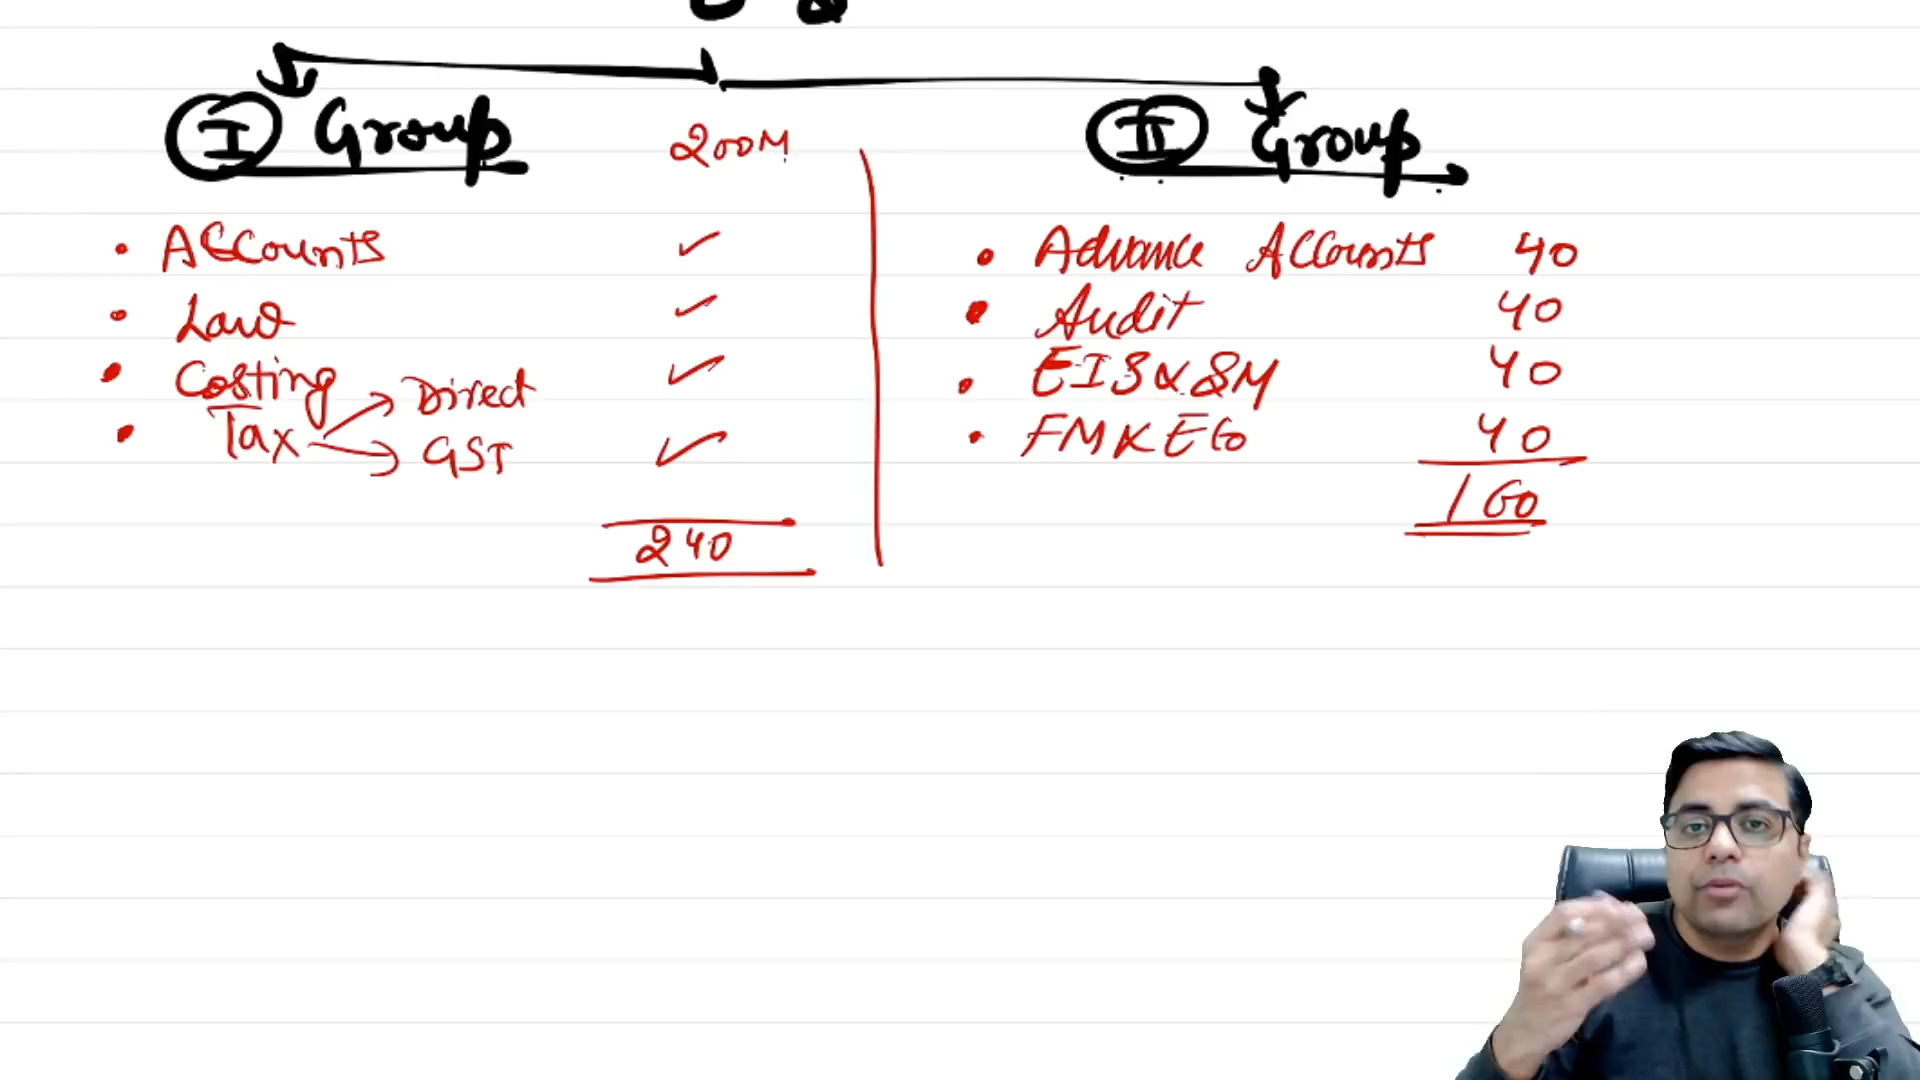 I Group
200M
• Accounts ✓
• Law ✓
• Costing ✓
• Tax → Direct
→ GST ✓
240
II Group
• Advance Accounts 40
• Audit 40
• EIS & SM 40
• FM & ECO 40
160